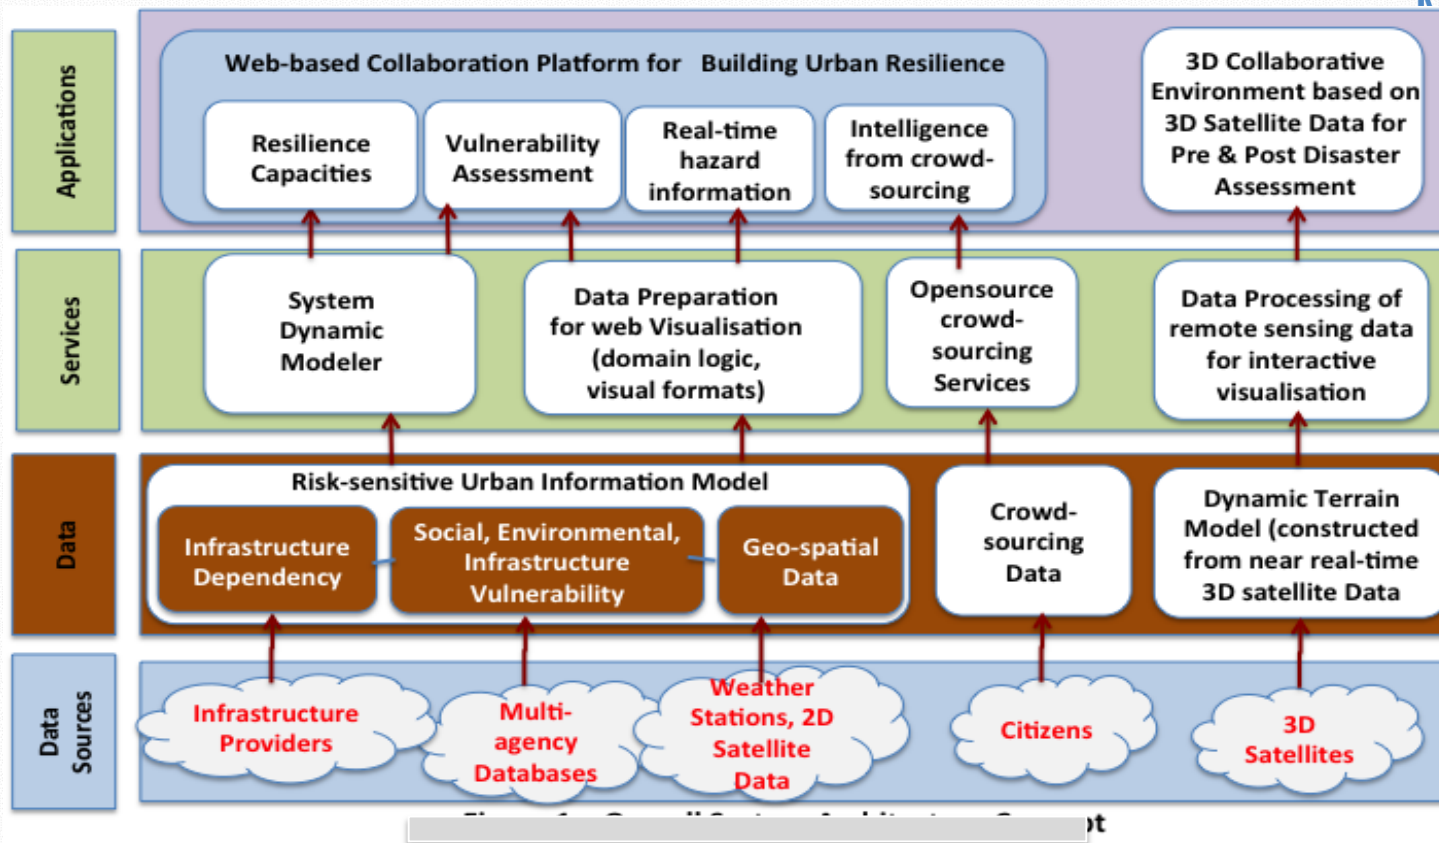 Applications
Web-based Collaboration Platform for Building Urban Resilience
Resilience
Capacities
Vulnerability
Assessment
Real-time
hazard
information
Intelligence
from crowd-
sourcing
3D Collaborative
Environment based on
3D Satellite Data for
Pre & Post Disaster
Assessment
Services
System
Dynamic
Modeler
Data Preparation
for web Visualisation
(domain logic,
visual formats)
Opensource
crowd-
sourcing
Services
Data Processing of
remote sensing data
for interactive
visualisation
Data
Risk-sensitive Urban Information Model
Infrastructure
Dependency
Social, Environmental,
Infrastructure
Vulnerability
Geo-spatial
Data
Crowd-
sourcing
Data
Dynamic Terrain
Model (constructed
from near real-time
3D satellite Data
Data
Sources
Infrastructure
Providers
Multi-
agency
Databases
Weather
Stations, 2D
Satellite
Data
Citizens
3D
Satellites